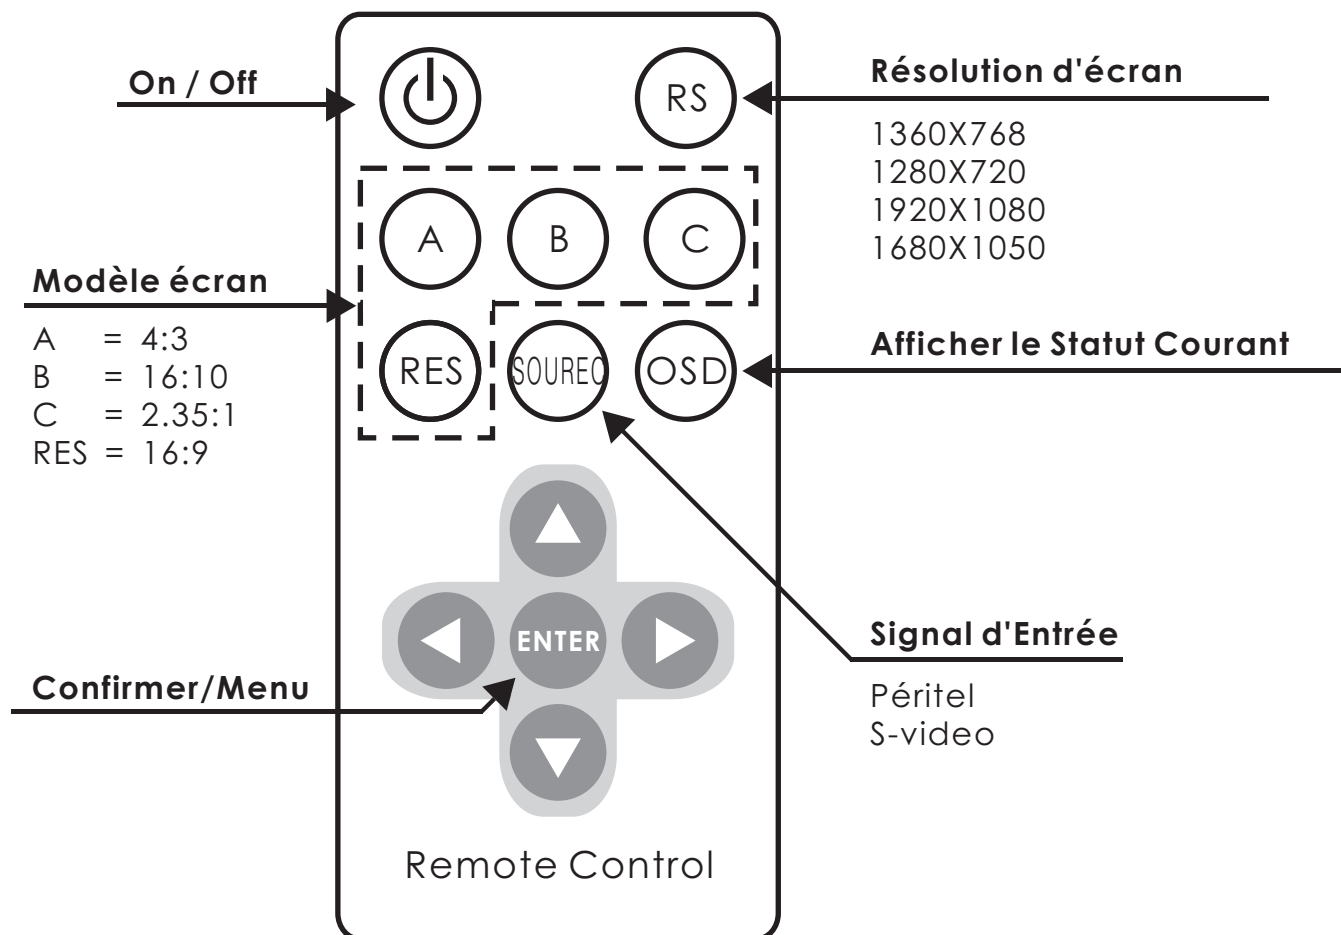 On / Off
RS
Résolution d'écran
1360X768
1280X720
1920X1080
1680X1050
A
B
C
Modèle écran
A = 4:3
B = 16:10
C = 2.35:1
RES = 16:9
RES
SOUREC
OSD
Afficher le Statut Courant
ENTER
Signal d'Entrée
Péritel
S-video
Confirmer/Menu
Remote Control